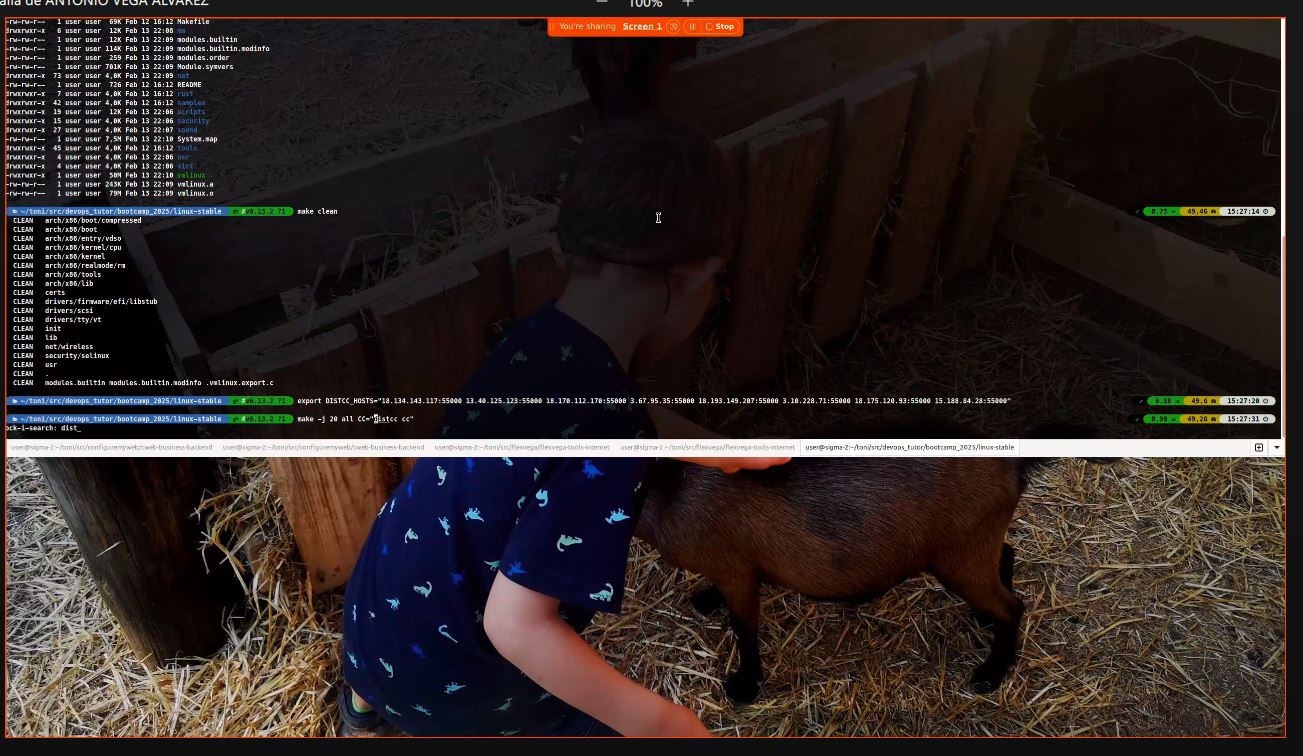 alla de ANTONIO VEGA ALVAREZ
100%
You're sharing Screen 1 Stop
-rw-rw-r-- 1 user user 69K Feb 12 16:12 Makefile
drwxrwxr-x 6 user user 12K Feb 13 22:08 mm
-rw-rw-r-- 1 user user 12K Feb 13 22:09 modules.builtin
-rw-rw-r-- 1 user user 114K Feb 13 22:09 modules.builtin.modinfo
-rw-rw-r-- 1 user user 259 Feb 13 22:09 modules.order
-rw-rw-r-- 1 user user 701K Feb 13 22:09 Module.symvers
drwxrwxr-x 73 user user 4,0K Feb 13 22:09 net
-rw-rw-r-- 1 user user 726 Feb 12 16:12 README
drwxrwxr-x 7 user user 4,0K Feb 12 16:12 rust
drwxrwxr-x 42 user user 4,0K Feb 12 16:12 samples
drwxrwxr-x 19 user user 12K Feb 13 22:06 scripts
drwxrwxr-x 15 user user 4,0K Feb 13 22:06 security
drwxrwxr-x 27 user user 4,0K Feb 13 22:07 sound
-rw-rw-r-- 1 user user 7,5M Feb 13 22:10 System.map
drwxrwxr-x 45 user user 4,0K Feb 12 16:12 tools
drwxrwxr-x 4 user user 4,0K Feb 13 22:06 usr
drwxrwxr-x 4 user user 4,0K Feb 13 22:06 virt
-rwxrwxr-x 1 user user 50M Feb 13 22:10 vmlinux
-rw-rw-r-- 1 user user 243K Feb 13 22:09 vmlinux.a
-rw-rw-r-- 1 user user 79M Feb 13 22:09 vmlinux.o
~/toni/src/devops_tutor/bootcamp_2025/linux-stable #v6.13.2 ?1 make clean ✓ 0.75 49,4G 15:27:14
CLEAN arch/x86/boot/compressed
CLEAN arch/x86/boot
CLEAN arch/x86/entry/vdso
CLEAN arch/x86/kernel/cpu
CLEAN arch/x86/kernel
CLEAN arch/x86/realmode/rm
CLEAN arch/x86/tools
CLEAN arch/x86/lib
CLEAN certs
CLEAN drivers/firmware/efi/libstub
CLEAN drivers/scsi
CLEAN drivers/tty/vt
CLEAN init
CLEAN lib
CLEAN net/wireless
CLEAN security/selinux
CLEAN usr
CLEAN .
CLEAN modules.builtin modules.builtin.modinfo .vmlinux.export.c
~/toni/src/devops_tutor/bootcamp_2025/linux-stable #v6.13.2 ?1 export DISTCC_HOSTS="18.134.143.117:55000 13.40.125.123:55000 18.170.112.170:55000 3.67.95.35:55000 18.193.149.207:55000 3.10.228.71:55000 18.175.120.93:55000 15.188.84.28:55000" ✓ 0.88 49,6 15:27:20
~/toni/src/devops_tutor/bootcamp_2025/linux-stable #v6.13.2 ?1 make -j 20 all CC="distcc cc" ✓ 0.90 49,2G 15:27:31
ck-i-search: dist_
user@sigma-2:~/toni/src/configuremyweb/cweb-business-backend user@sigma-2:~/toni/src/configuremyweb/cweb-business-backend user@sigma-2:~/toni/src/flexvega/flexvega-tools-internet user@sigma-2:~/toni/src/flexvega/flexvega-tools-internet user@sigma-2:~/toni/src/devops_tutor/bootcamp_2025/linux-stable